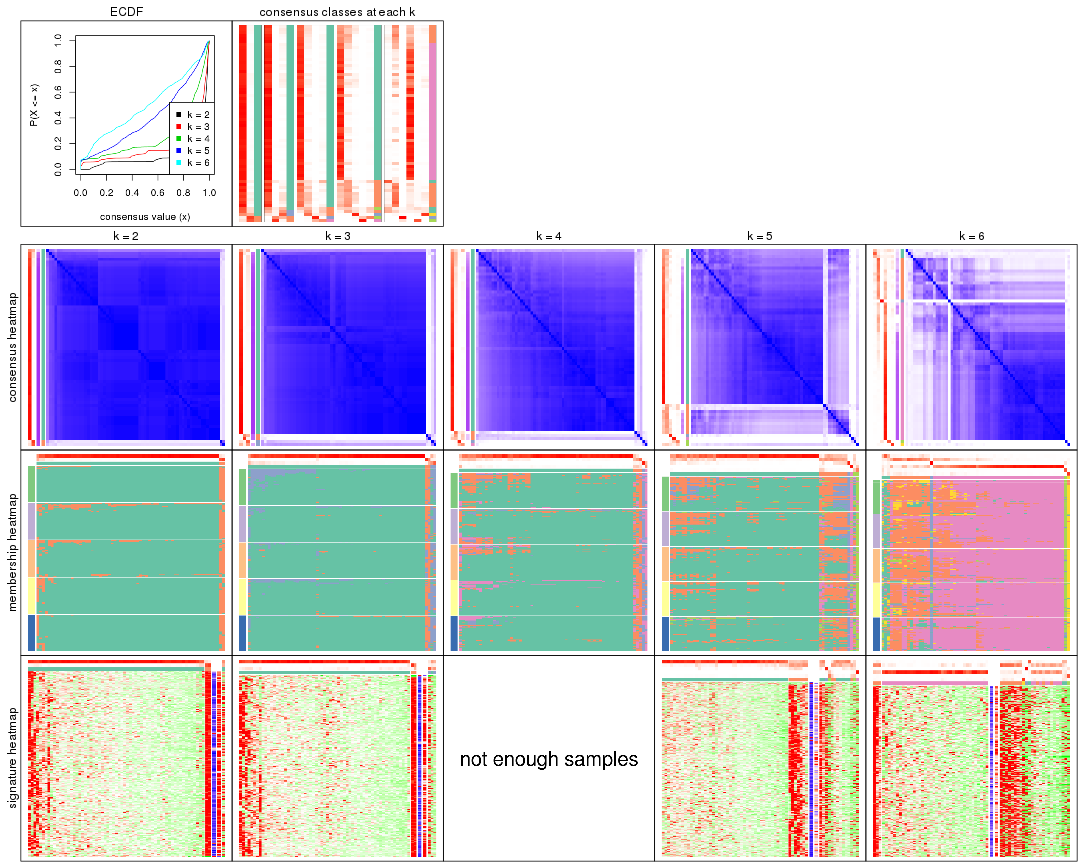 ECDF
consensus classes at each k
P(X <= x)
1.0
0.8
0.6
0.4
0.2
0.0
k = 2
k = 3
k = 4
k = 5
k = 6
0.0 0.2 0.4 0.6 0.8 1.0
consensus value (x)
k = 2
k = 3
k = 4
k = 5
k = 6
consensus heatmap
membership heatmap
signature heatmap
not enough samples